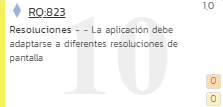 RQ:823
1.0
Resoluciones - - La aplicación debe
adaptarse a diferentes resoluciones de
pantalla
10
0
0